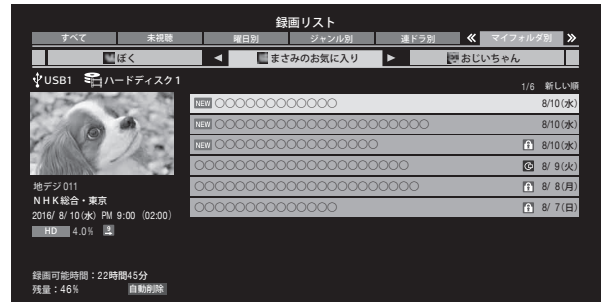 録画リスト
すべて 未視聴 曜日別 ジャンル別 連ドラ別 ≪ マイフォルダ別 ≫
ぼく ◀ まさみのお気に入り ▶ おじいちゃん
USB1 ハードディスク1
1/6 新しい順
NEW ○○○○○○○○○○○○ 8/10(水)
NEW ○○○○○○○○○○○○○○○○○○○○○ 8/10(水)
NEW ○○○○○○○○○○○○○○○○ 8/10(水)
○○○○○○○○○○○○○○○○○○○○○ 8/ 9(火)
○○○○○○○○○○○○○○○○○○○○○○ 8/ 8(月)
○○○○○○○○○○○○○○ 8/ 7(日)
地デジ011
NHK総合・東京
2016/ 8/10(水) PM 9:00 (02:00)
HD 4.0%
録画可能時間：22時間45分
残量：46% 自動削除